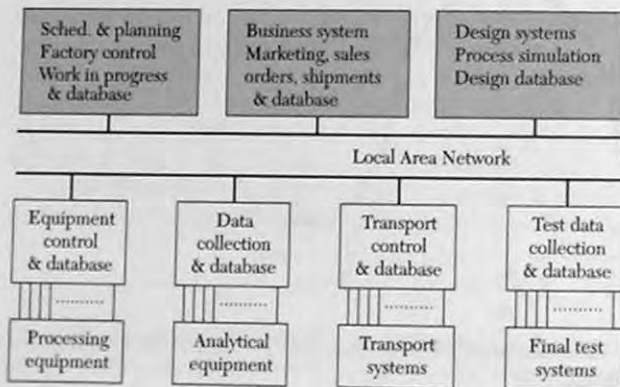 Sched. & planning
Factory control
Work in progress
& database
Business system
Marketing, sales
orders, shipments
& database
Design systems
Process simulation
Design database
Local Area Network
Equipment
control
& database
Data
collection
& database
Transport
control
& database
Test data
collection
& database
Processing
equipment
Analytical
equipment
Transport
systems
Final test
systems